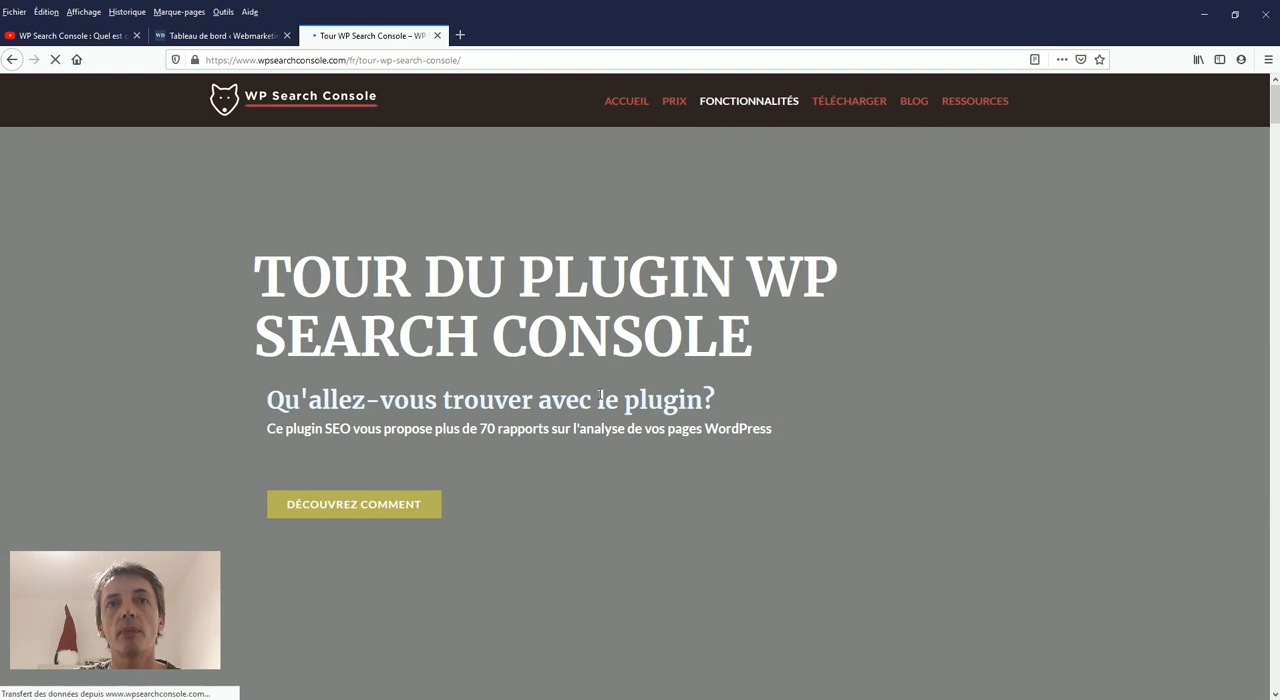 Fichier Édition Affichage Historique Marque-pages Outils Aide
WP Search Console : Quel est c
Tableau de bord ‹ Webmarketin
Tour WP Search Console – WP
https://www.wpsearchconsole.com/fr/tour-wp-search-console/
WP Search Console
ACCUEIL PRIX FONCTIONNALITÉS TÉLÉCHARGER BLOG RESSOURCES
TOUR DU PLUGIN WP
SEARCH CONSOLE
Qu'allez-vous trouver avec le plugin?
Ce plugin SEO vous propose plus de 70 rapports sur l'analyse de vos pages WordPress
DÉCOUVREZ COMMENT
Transfert des données depuis www.wpsearchconsole.com...